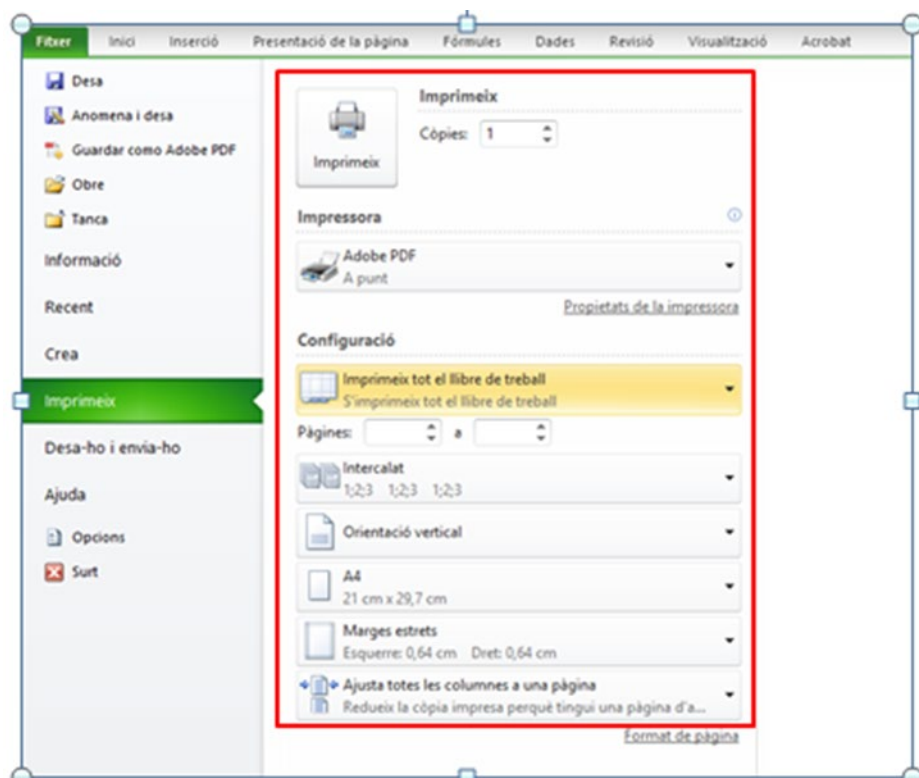 Fitxer Inici Inserció Presentació de la pàgina Fórmules Dades Revisió Visualització Acrobat
Desa
Anomena i desa
Guardar como Adobe PDF
Obre
Tanca
Informació
Recent
Crea
Imprimeix
Desa-ho i envia-ho
Ajuda
Opcions
Surt
Imprimeix
Imprimeix
Còpies: 1
Impressora
Adobe PDF
A punt
Propietats de la impressora
Configuració
Imprimeix tot el llibre de treball
S'imprimeix tot el llibre de treball
Pàgines: a
Intercalat
1;2;3 1;2;3 1;2;3
Orientació vertical
A4
21 cm x 29,7 cm
Marges estrets
Esquerre: 0,64 cm Dret: 0,64 cm
Ajusta totes les columnes a una pàgina
Redueix la còpia impresa perquè tingui una pàgina d'a...
Format de pàgina